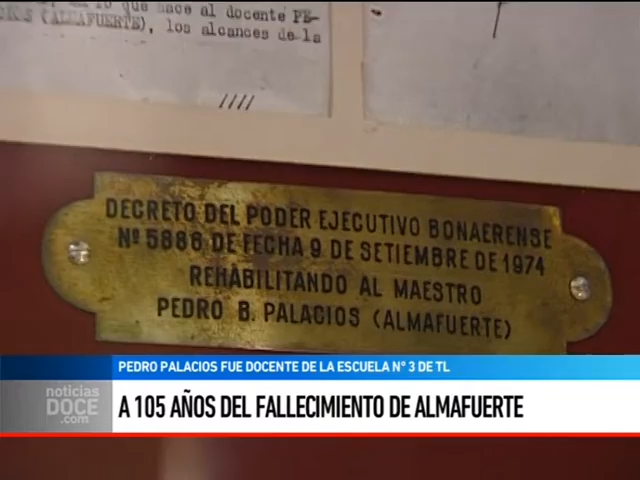 que hace al docente PE-
(ALMAFUERTE), los alcances de la
DECRETO DEL PODER EJECUTIVO BONAERENSE
Nº 5886 DE FECHA 9 DE SETIEMBRE DE 1974
REHABILITANDO AL MAESTRO
PEDRO B. PALACIOS (ALMAFUERTE)
PEDRO PALACIOS FUE DOCENTE DE LA ESCUELA N° 3 DE TL
noticias
DOCE
.com
A 105 AÑOS DEL FALLECIMIENTO DE ALMAFUERTE